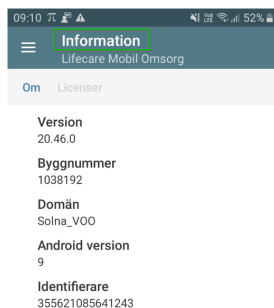 09:10 52%
Information
Lifecare Mobil Omsorg
Om Licenser
Version
20.46.0
Byggnummer
1038192
Domän
Solna_VOO
Android version
9
Identifierare
355621085641243